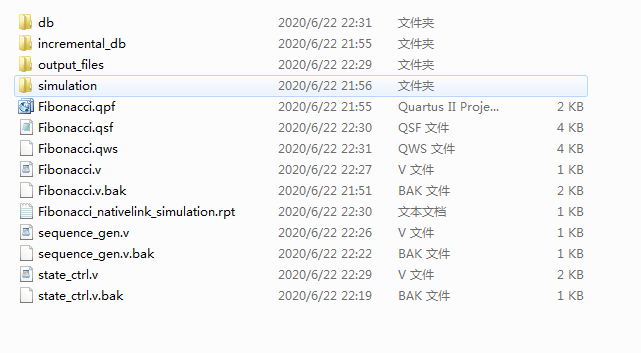 db 2020/6/22 22:31 文件夹
incremental_db 2020/6/22 21:55 文件夹
output_files 2020/6/22 22:29 文件夹
simulation 2020/6/22 21:56 文件夹
Fibonacci.qpf 2020/6/22 21:55 Quartus II Proje... 2 KB
Fibonacci.qsf 2020/6/22 22:30 QSF 文件 4 KB
Fibonacci.qws 2020/6/22 22:31 QWS 文件 4 KB
Fibonacci.v 2020/6/22 22:27 V 文件 1 KB
Fibonacci.v.bak 2020/6/22 21:51 BAK 文件 2 KB
Fibonacci_nativelink_simulation.rpt 2020/6/22 22:30 文本文档 1 KB
sequence_gen.v 2020/6/22 22:26 V 文件 1 KB
sequence_gen.v.bak 2020/6/22 22:22 BAK 文件 1 KB
state_ctrl.v 2020/6/22 22:29 V 文件 2 KB
state_ctrl.v.bak 2020/6/22 22:19 BAK 文件 1 KB